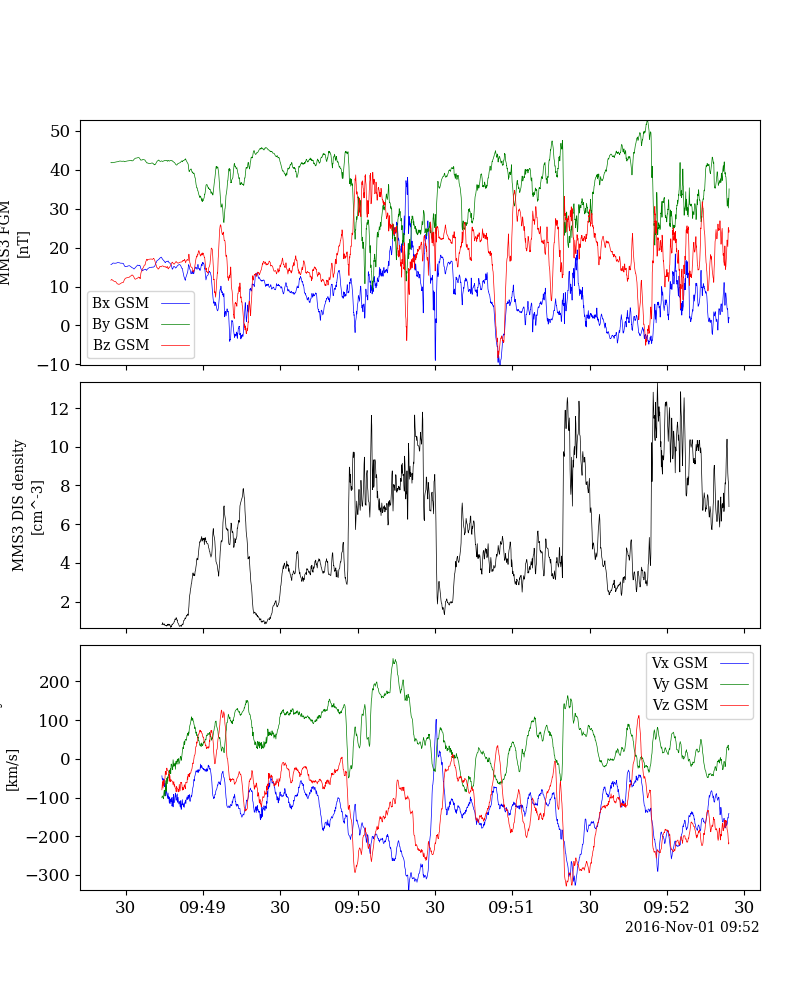 50
40
30
20
10
0
−10
MMS3 FGM
[nT]
Bx GSM
By GSM
Bz GSM
12
10
8
6
4
2
MMS3 DIS density
[cm^-3]
200
100
0
−100
−200
−300
[km/s]
Vx GSM
Vy GSM
Vz GSM
30 09:49 30 09:50 30 09:51 30 09:52 30
2016-Nov-01 09:52